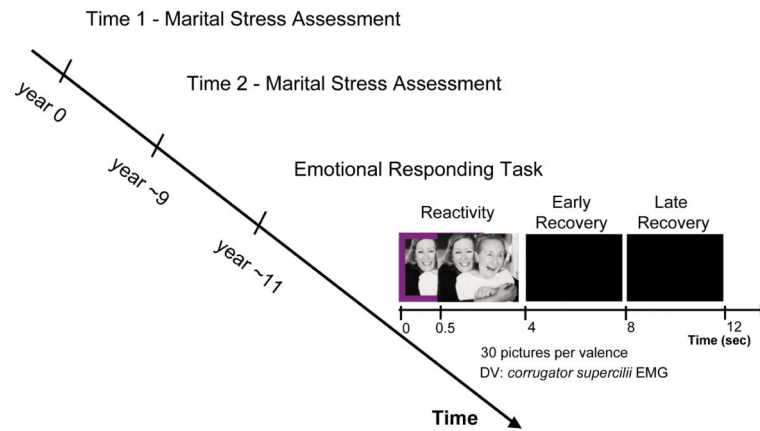 Time 1 - Marital Stress Assessment
year 0
Time 2 - Marital Stress Assessment
year ~9
Emotional Responding Task
year ~11
Reactivity
Early
Recovery
Late
Recovery
0 0.5 4 8 12
Time (sec)
30 pictures per valence
DV: corrugator supercilii EMG
Time